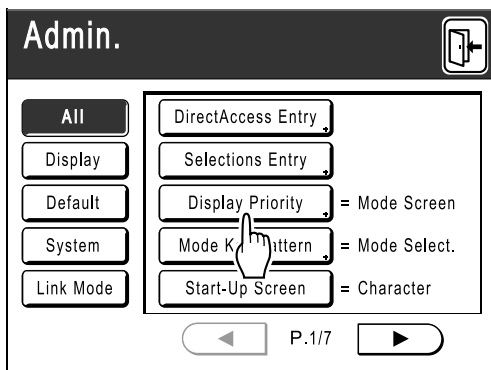 Admin.
All
DirectAccess Entry
Display
Selections Entry
Default
Display Priority = Mode Screen
System
Mode K attern = Mode Select.
Link Mode
Start-Up Screen = Character
P.1/7